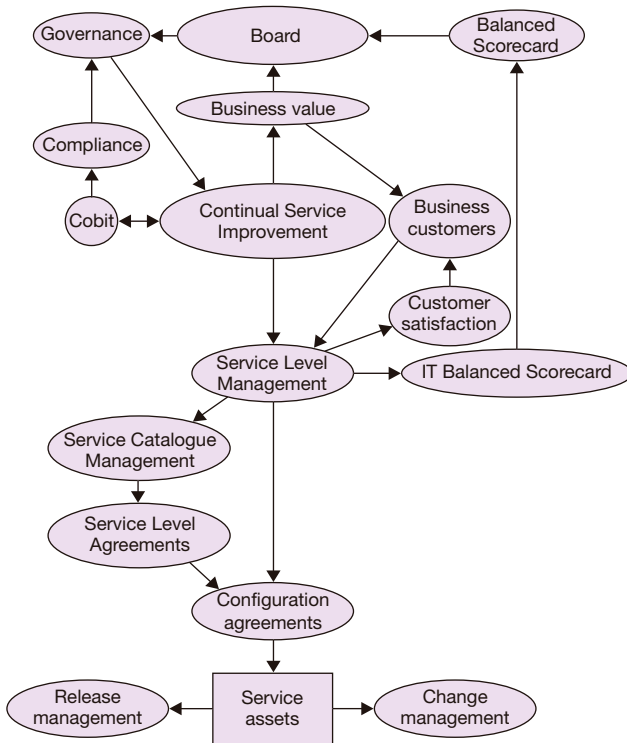 Governance
Board
Balanced
Scorecard
Business value
Compliance
Cobit
Continual Service
Improvement
Business
customers
Customer
satisfaction
Service Level
Management
IT Balanced Scorecard
Service Catalogue
Management
Service Level
Agreements
Configuration
agreements
Release
management
Service
assets
Change
management